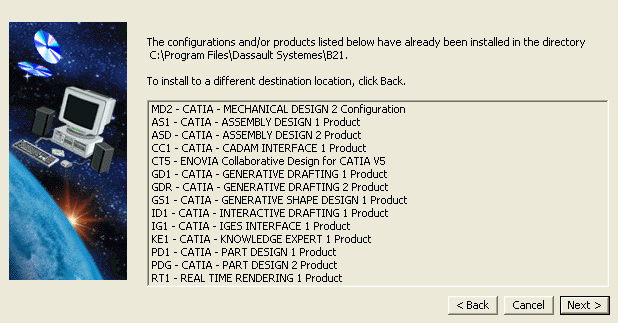 The configurations and/or products listed below have already been installed in the directory
C:\Program Files\Dassault Systemes\B21.
To install to a different destination location, click Back.
MD2 - CATIA - MECHANICAL DESIGN 2 Configuration
AS1 - CATIA - ASSEMBLY DESIGN 1 Product
ASD - CATIA - ASSEMBLY DESIGN 2 Product
CC1 - CATIA - CADAM INTERFACE 1 Product
CT5 - ENOVIA Collaborative Design for CATIA V5
GD1 - CATIA - GENERATIVE DRAFTING 1 Product
GDR - CATIA - GENERATIVE DRAFTING 2 Product
GS1 - CATIA - GENERATIVE SHAPE DESIGN 1 Product
ID1 - CATIA - INTERACTIVE DRAFTING 1 Product
IG1 - CATIA - IGES INTERFACE 1 Product
KE1 - CATIA - KNOWLEDGE EXPERT 1 Product
PD1 - CATIA - PART DESIGN 1 Product
PDG - CATIA - PART DESIGN 2 Product
RT1 - REAL TIME RENDERING 1 Product
< Back Cancel Next >